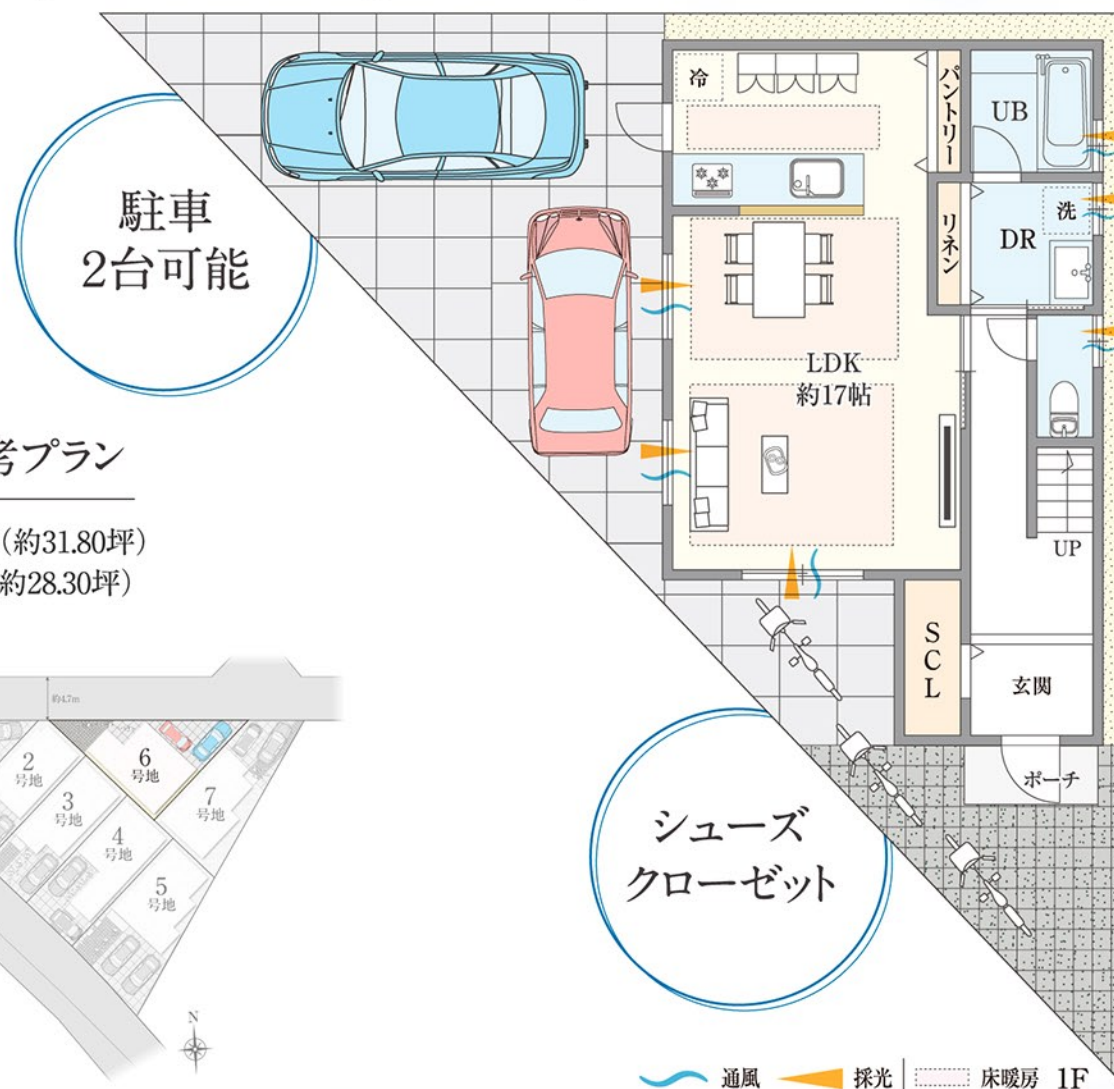 駐車
2台可能
考プラン
(約31.80坪)
約28.30坪)
冷
パントリー
UB
リネン
DR
洗
LDK
約17帖
UP
SCL
玄関
ポーチ
シューズ
クローゼット
約4.7m
2
号地
3
号地
4
号地
5
号地
6
号地
7
号地
N
通風
採光
床暖房
1F